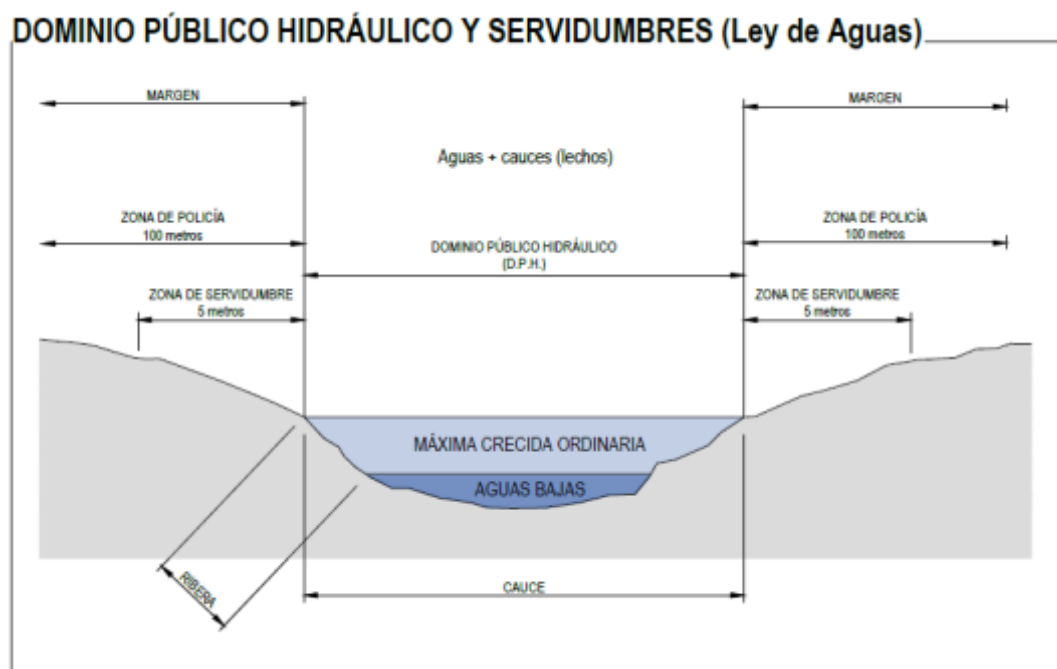 DOMINIO PÚBLICO HIDRÁULICO Y SERVIDUMBRES (Ley de Aguas)
MARGEN
MARGEN
Aguas + cauces (lechos)
ZONA DE POLICÍA
100 metros
ZONA DE POLICÍA
100 metros
DOMINIO PÚBLICO HIDRÁULICO
(D.P.H.)
ZONA DE SERVIDUMBRE
5 metros
ZONA DE SERVIDUMBRE
5 metros
MÁXIMA CRECIDA ORDINARIA
AGUAS BAJAS
RIBERA
CAUCE